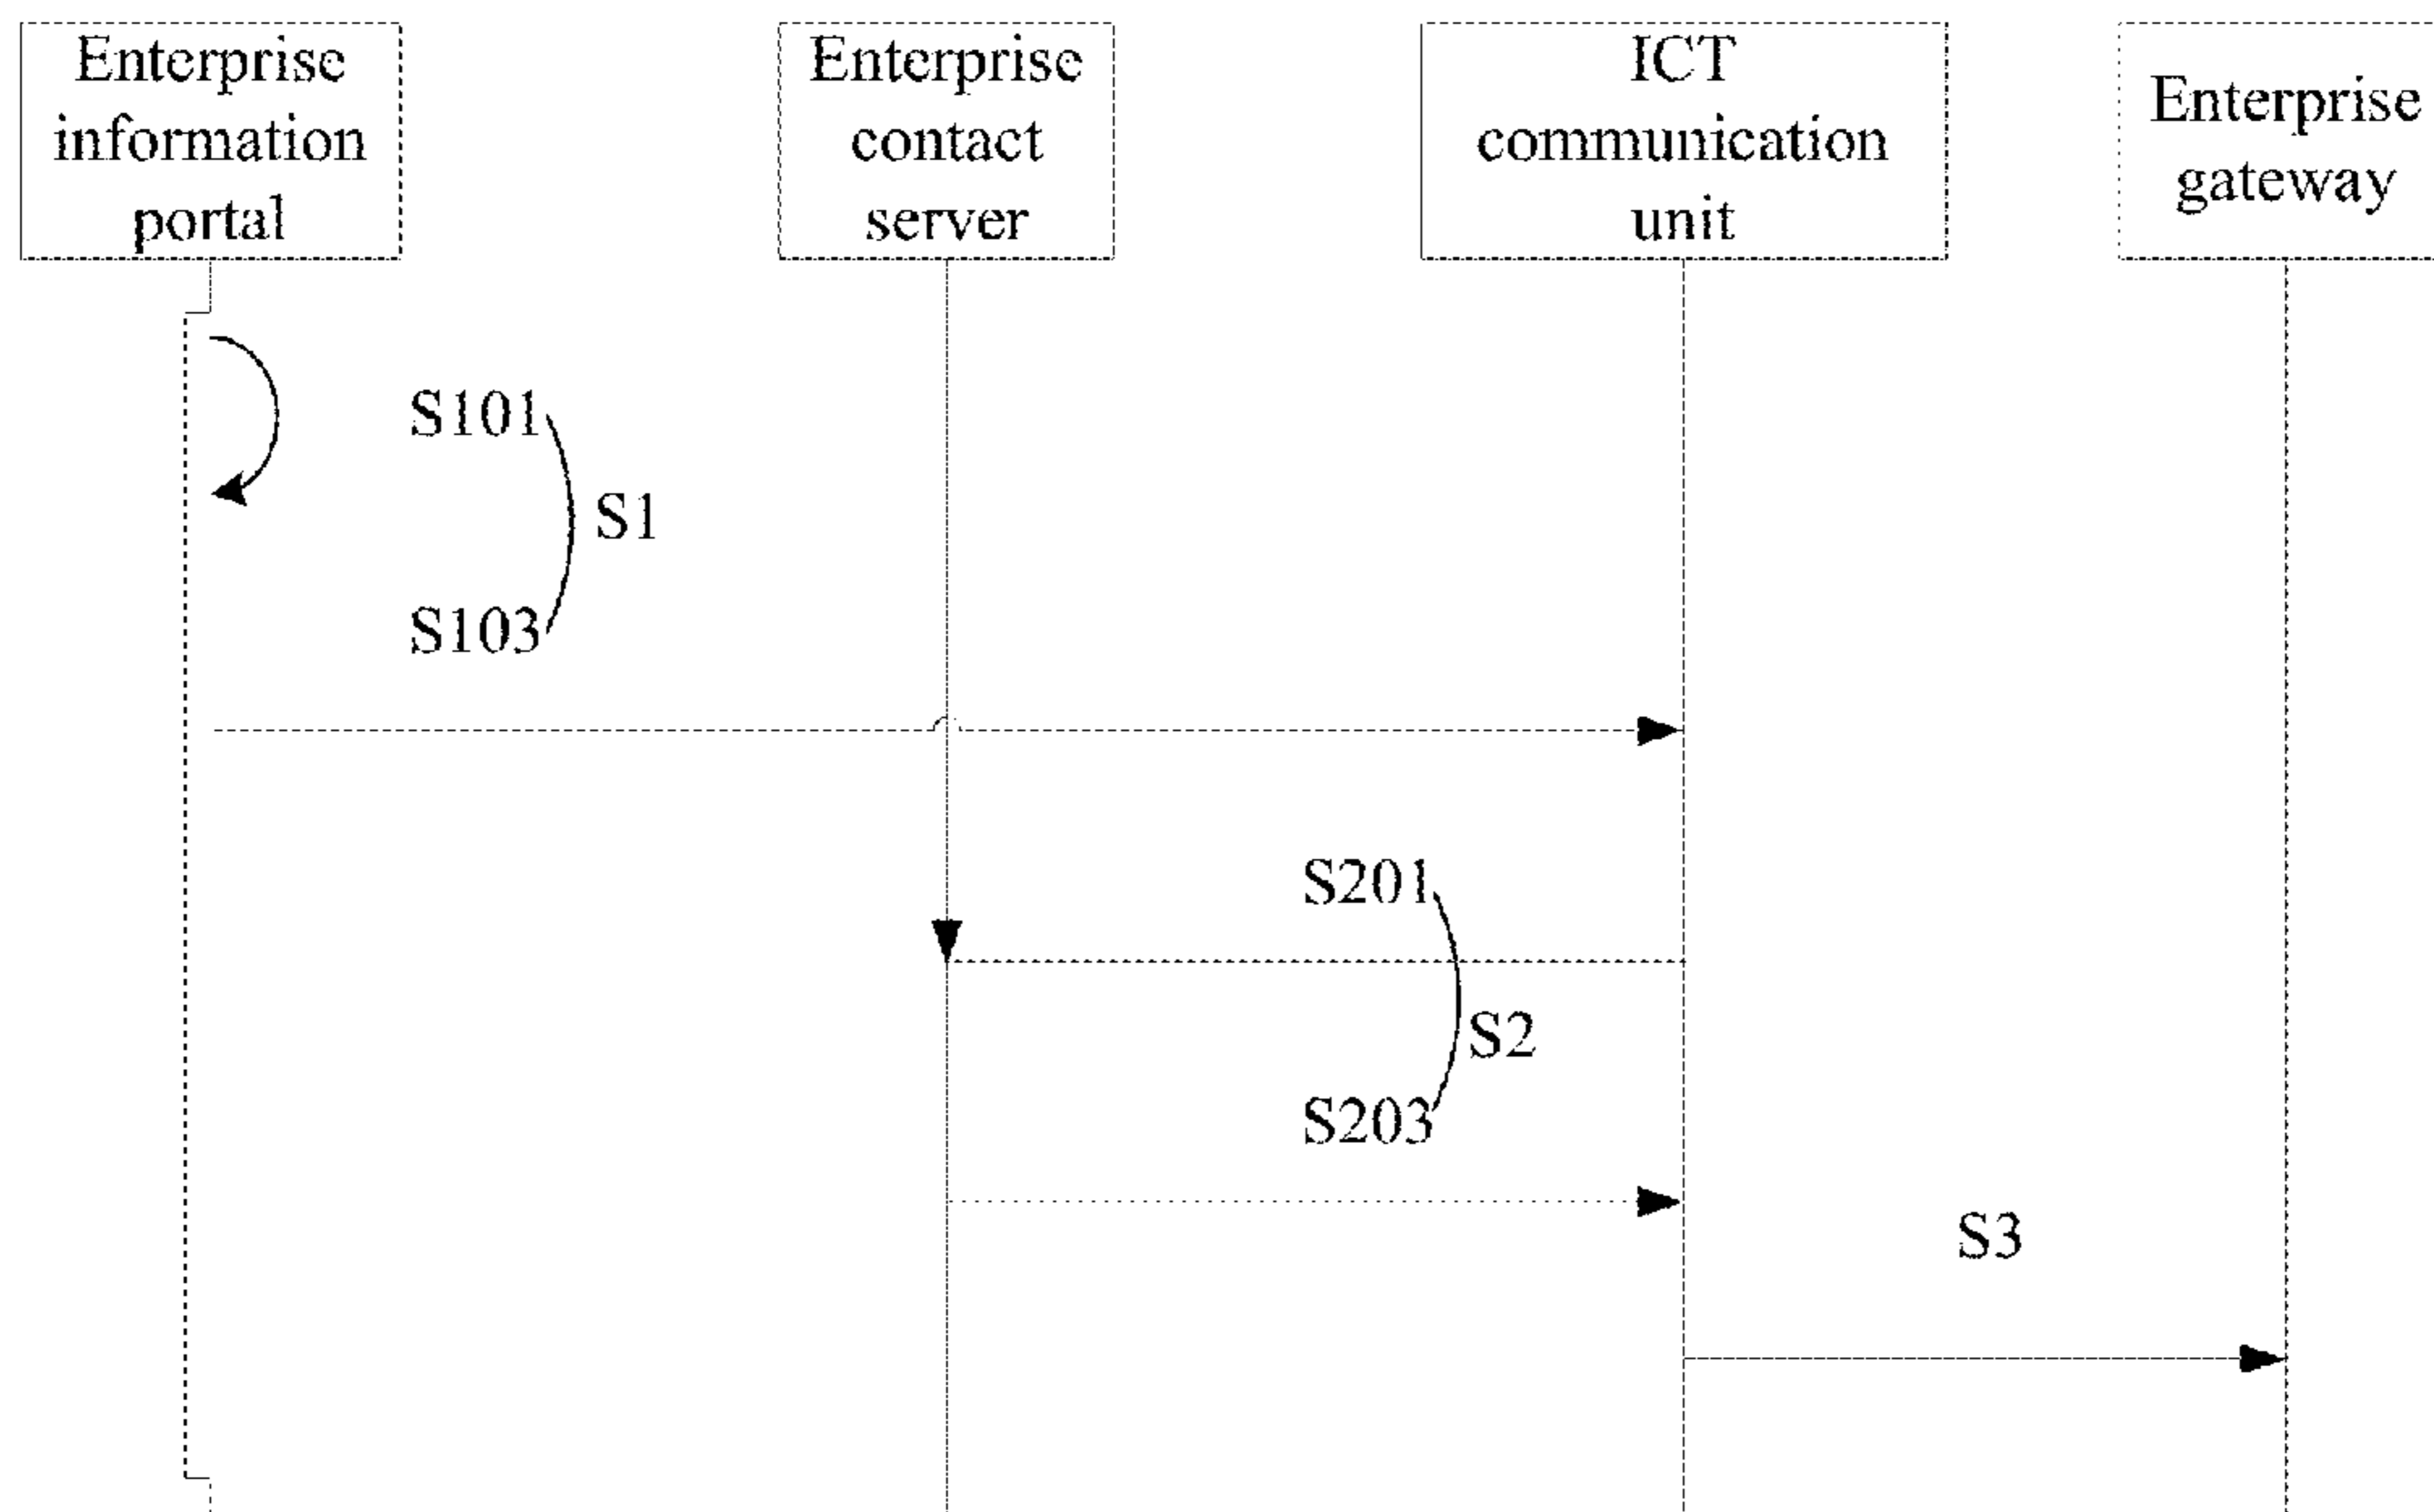 Enterprise
information
portal
Enterprise
contact
server
ICT
communication
unit
Enterprise
gateway
S101
S1
S103
S201
S2
S203
S3